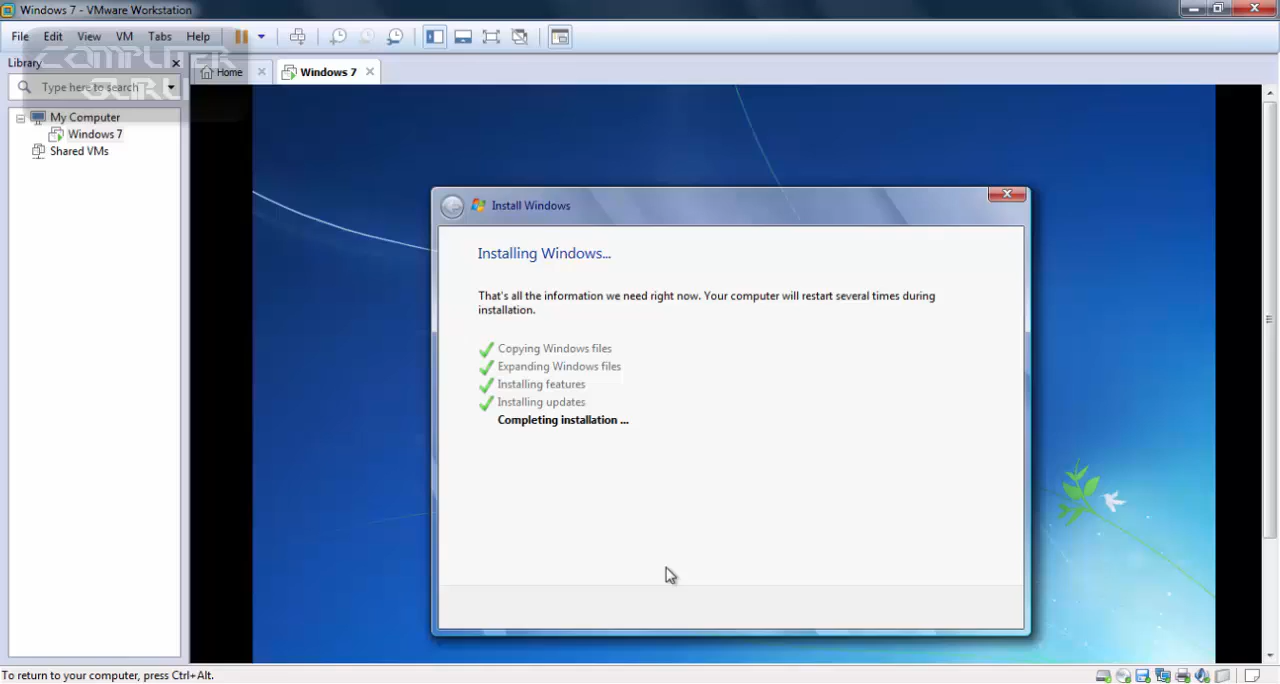 Windows 7 - VMware Workstation
File Edit View VM Tabs Help
COMPUTER
GURU
Library
Type here to search
Home
Windows 7
My Computer
Windows 7
Shared VMs
Install Windows
Installing Windows...
That's all the information we need right now. Your computer will restart several times during
installation.
Copying Windows files
Expanding Windows files
Installing features
Installing updates
Completing installation ...
To return to your computer, press Ctrl+Alt.